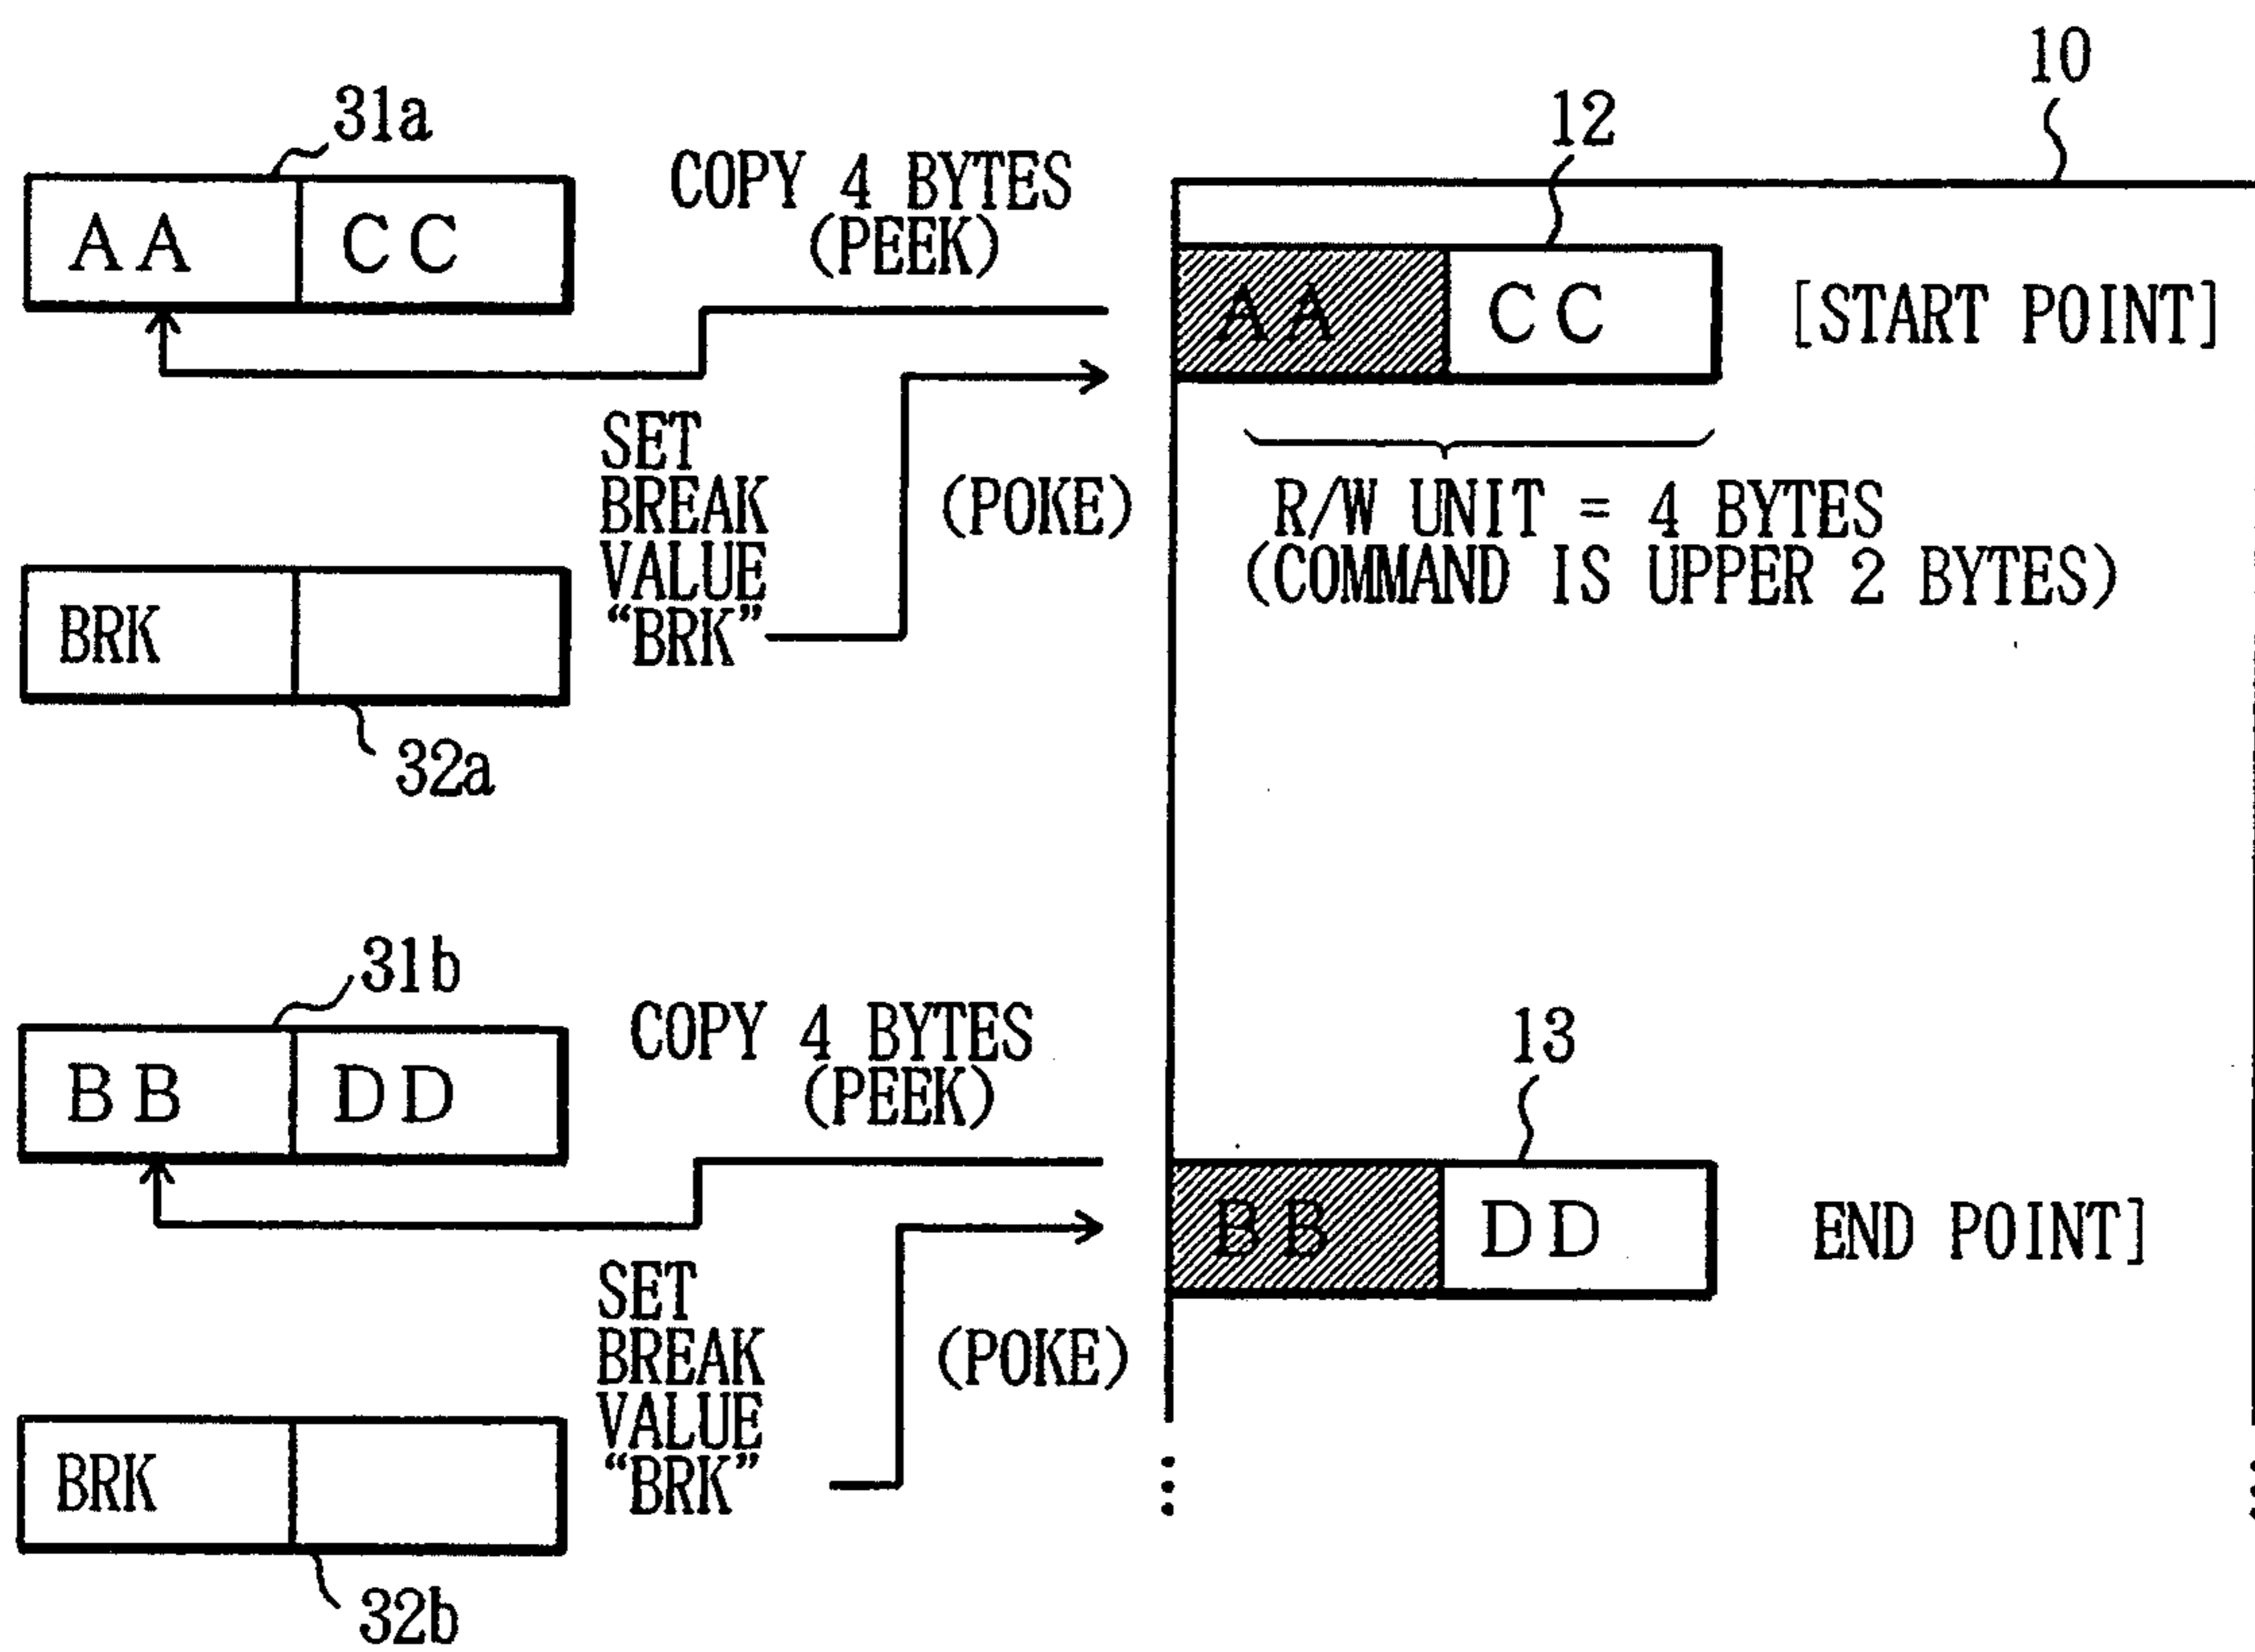 10
31a
12
COPY 4 BYTES
(PEEK)
AA CC
AA CC
[START POINT]
SET
BREAK
VALUE
"BRK"
(POKE)
R/W UNIT = 4 BYTES
(COMMAND IS UPPER 2 BYTES)
BRK
32a
31b
COPY 4 BYTES
(PEEK)
13
BB DD
BB DD
END POINT]
SET
BREAK
VALUE
"BRK"
(POKE)
BRK
32b